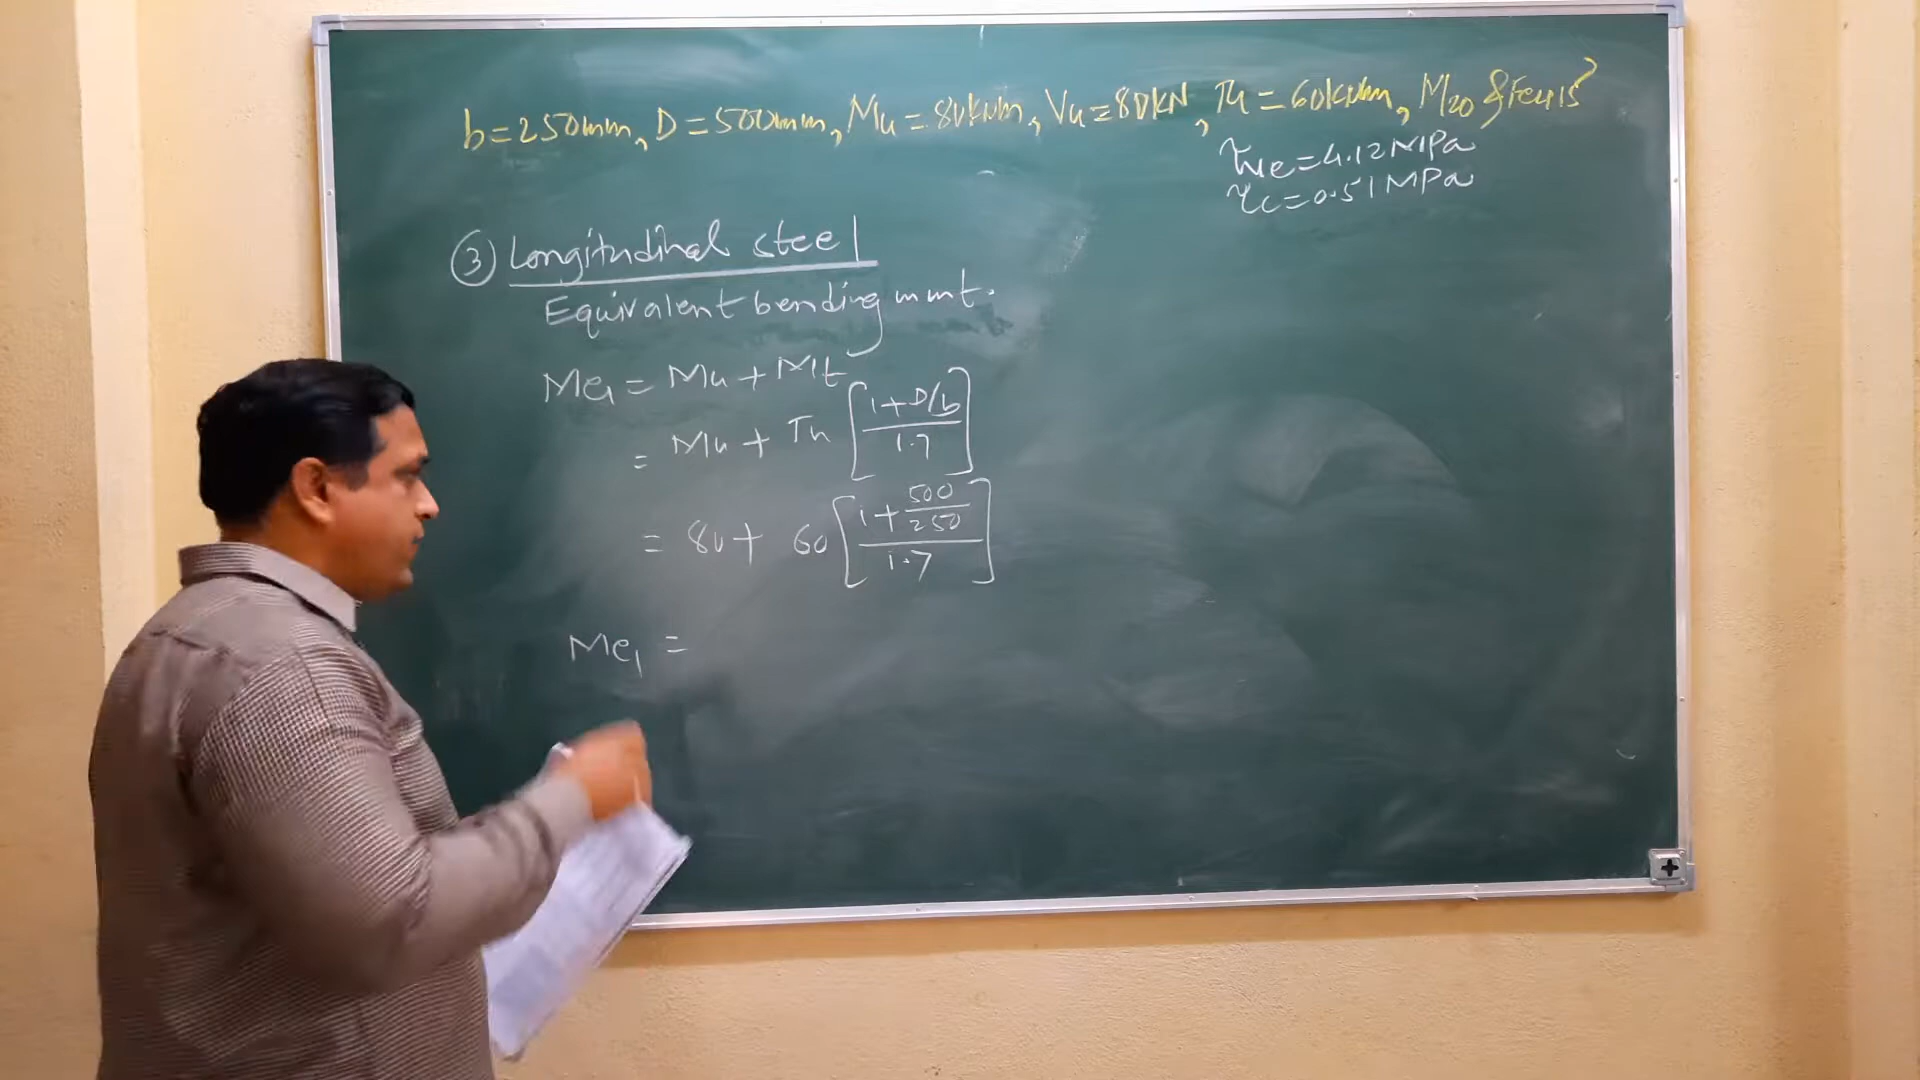 b=250mm, D=500mm, Mu=80kNm, Vu=80kN, Tu=60kNm, M20 & Fe415?
τve=4.12MPa
τc=0.51MPa
③ Longitudinal steel
Equivalent bending mmt.
Me1 = Mu + Mt
= Mu + Tu [(1+D/b)/1.7]
= 80 + 60 [(1+500/250)/1.7]
Me1 =